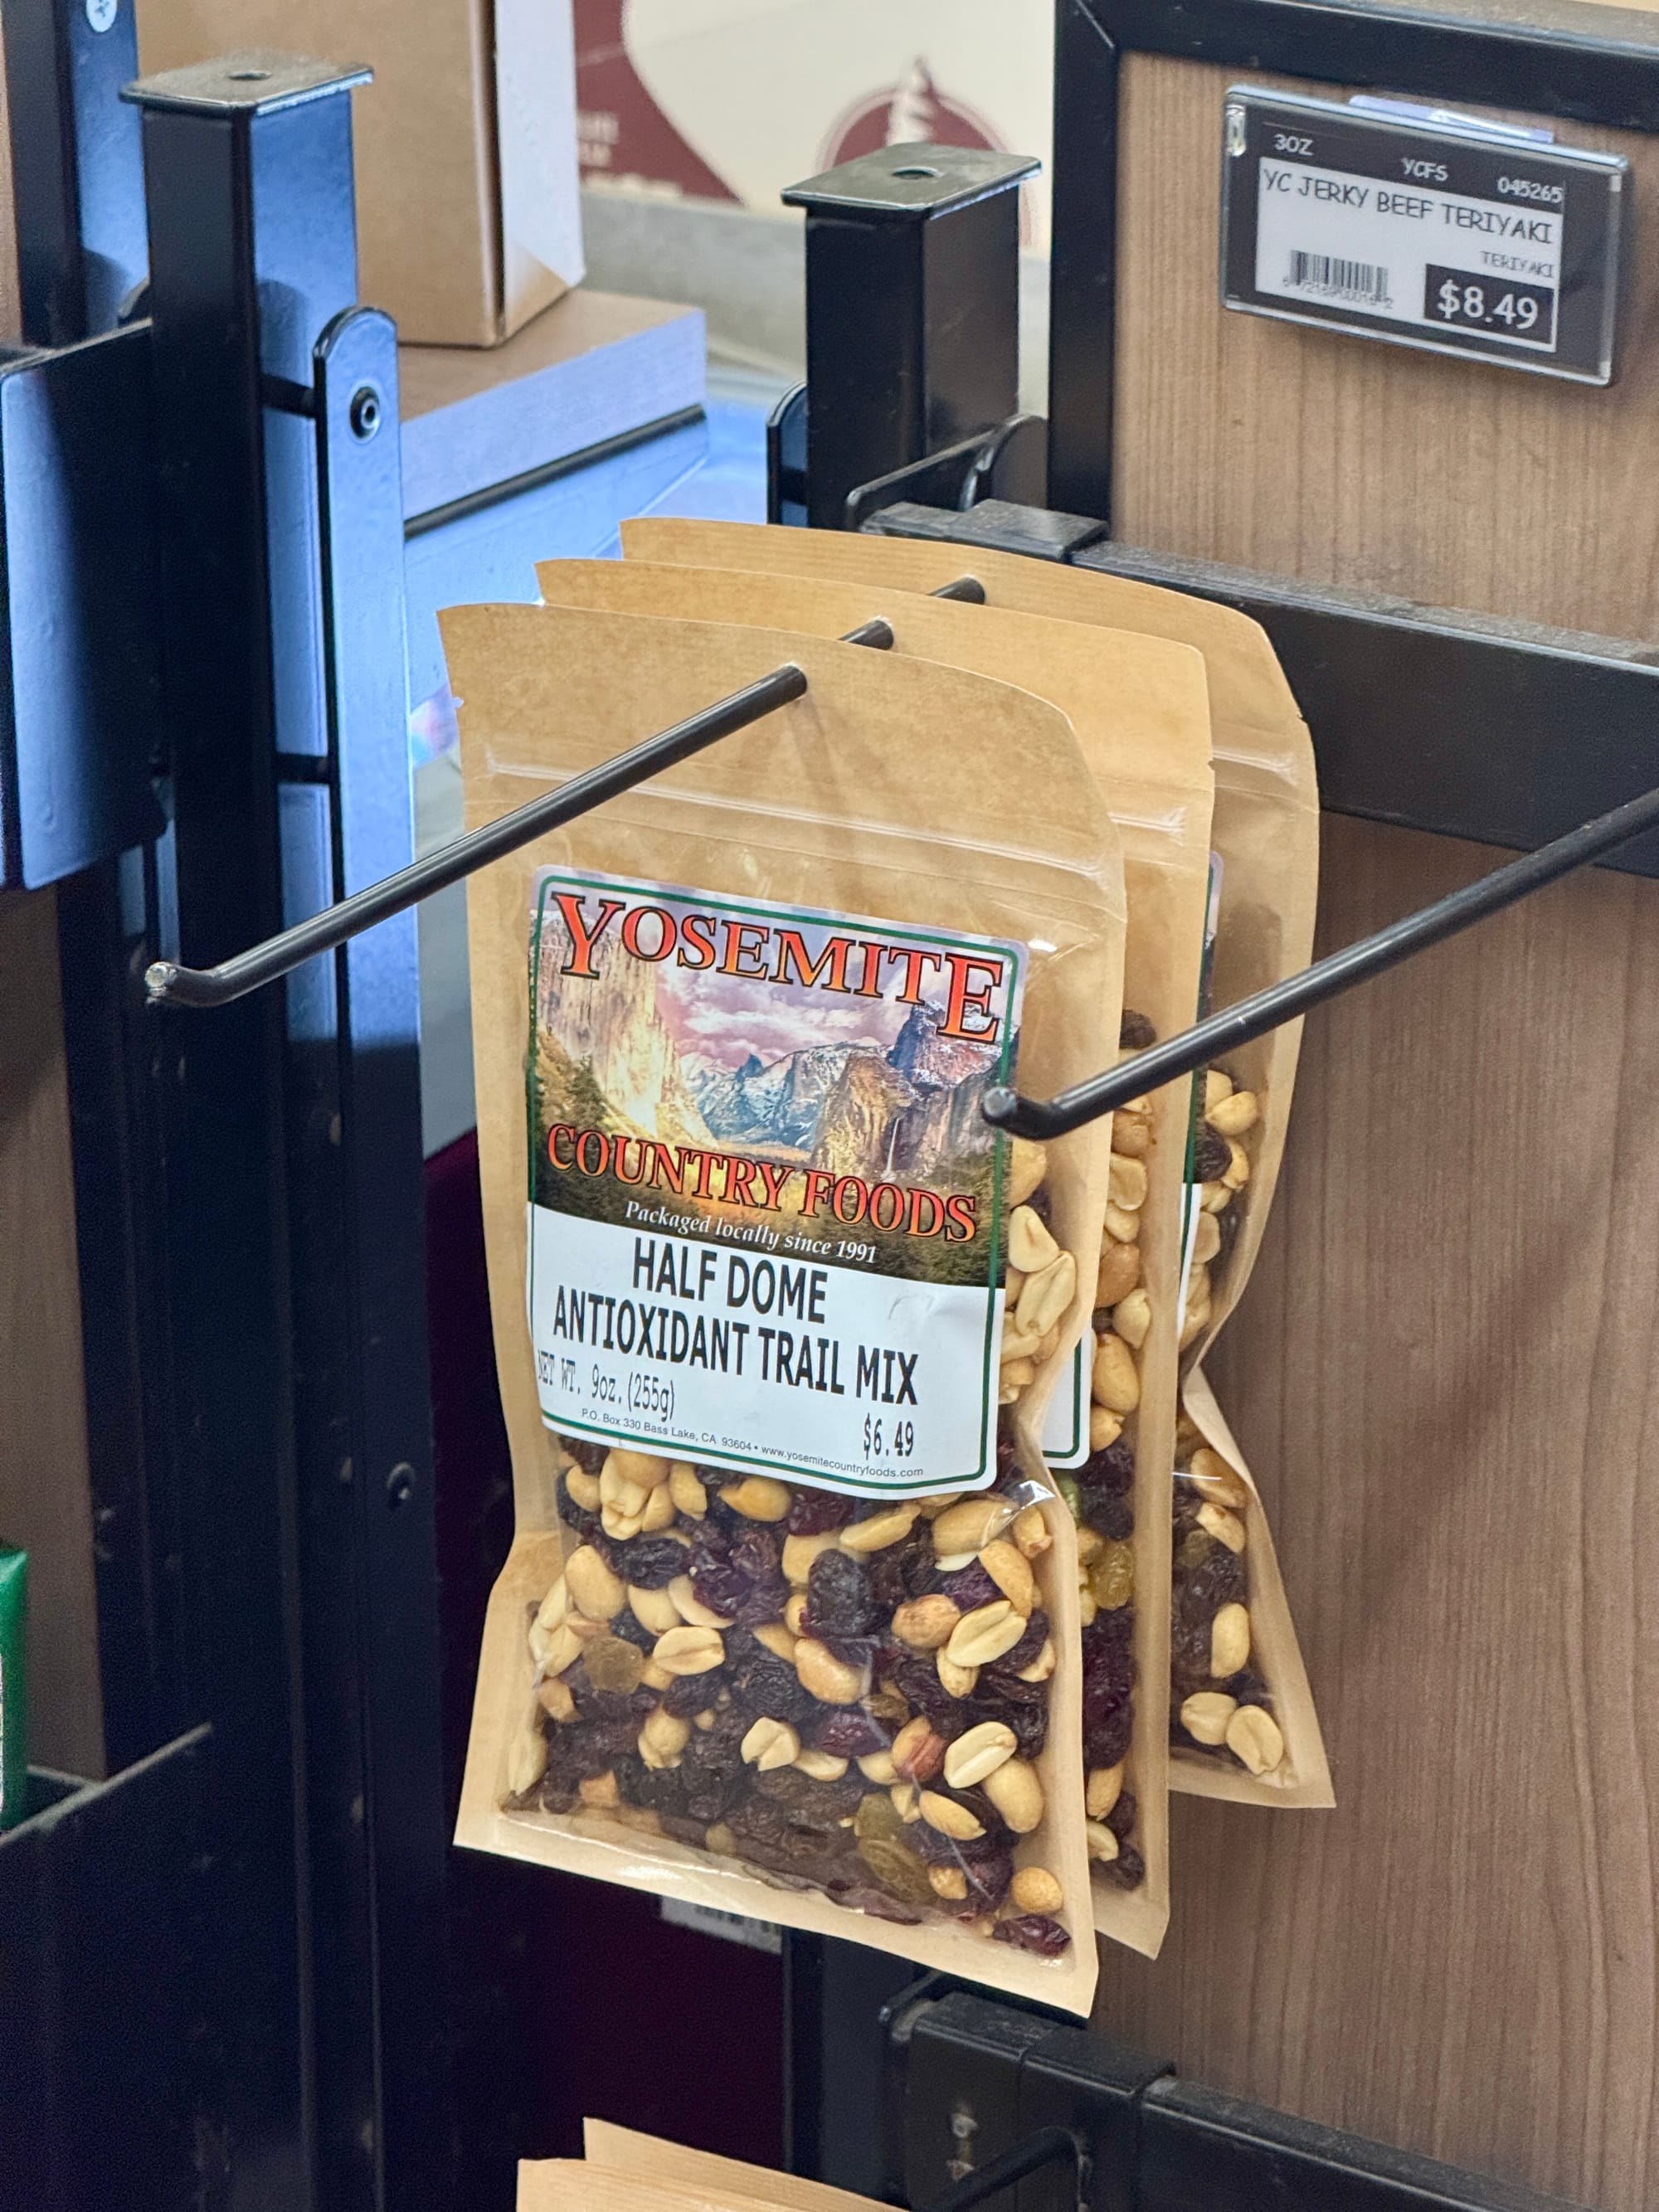 3OZ YCFS 045265
YC JERKY BEEF TERIYAKI
TERIYAKI
$8.49
YOSEMITE
COUNTRY FOODS
Packaged locally since 1991
HALF DOME
ANTIOXIDANT TRAIL MIX
NET WT. 9oz. (255g)
$6.49
P.O. Box 330 Bass Lake, CA 93604 • www.yosemitecountryfoods.com